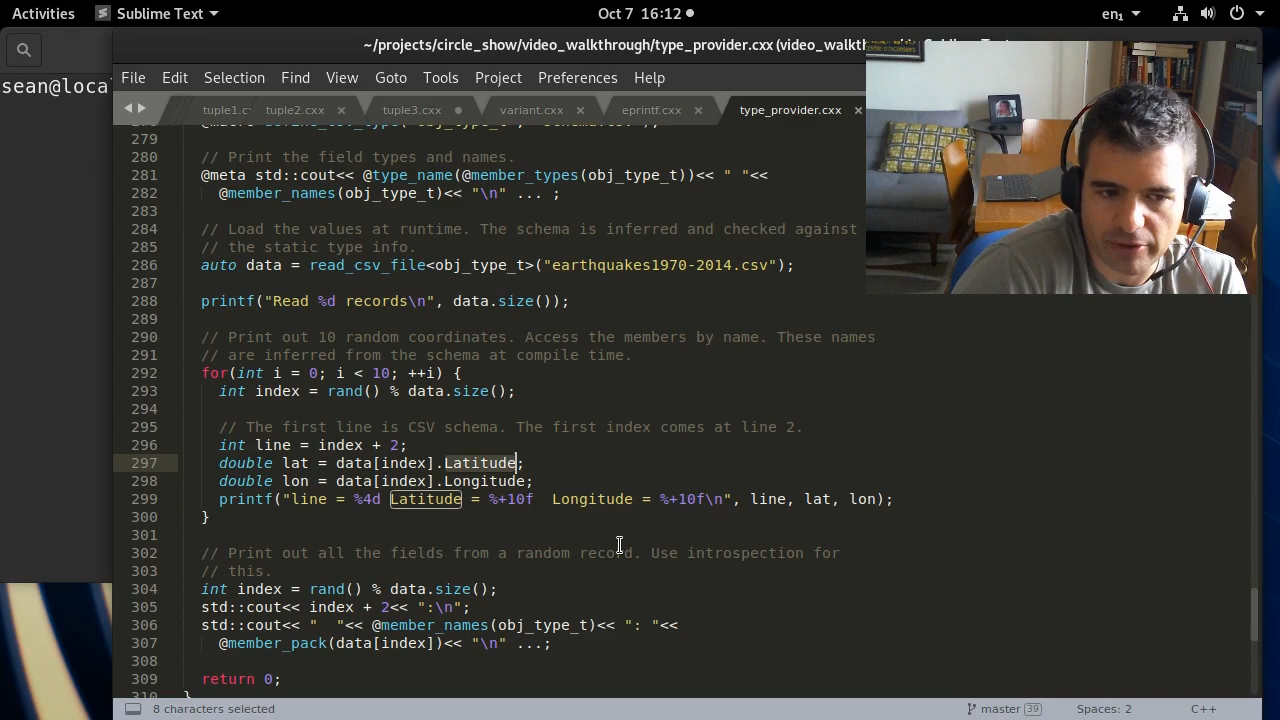 Activities Sublime Text Oct 7 16:12 en1
~/projects/circle_show/video_walkthrough/type_provider.cxx (video_walkth
sean@loca
File Edit Selection Find View Goto Tools Project Preferences Help
tuple1.c tuple2.cxx tuple3.cxx variant.cxx eprintf.cxx type_provider.cxx
279
280 // Print the field types and names.
281 @meta std::cout<< @type_name(@member_types(obj_type_t))<< " "<<
282 @member_names(obj_type_t)<< "\n" ... ;
283
284 // Load the values at runtime. The schema is inferred and checked against
285 // the static type info.
286 auto data = read_csv_file<obj_type_t>("earthquakes1970-2014.csv");
287
288 printf("Read %d records\n", data.size());
289
290 // Print out 10 random coordinates. Access the members by name. These names
291 // are inferred from the schema at compile time.
292 for(int i = 0; i < 10; ++i) {
293 int index = rand() % data.size();
294
295 // The first line is CSV schema. The first index comes at line 2.
296 int line = index + 2;
297 double lat = data[index].Latitude;
298 double lon = data[index].Longitude;
299 printf("line = %4d Latitude = %+10f  Longitude = %+10f\n", line, lat, lon);
300 }
301
302 // Print out all the fields from a random record. Use introspection for
303 // this.
304 int index = rand() % data.size();
305 std::cout<< index + 2<< ":\n";
306 std::cout<< "  "<< @member_names(obj_type_t)<< ": "<<
307 @member_pack(data[index])<< "\n" ...;
308
309 return 0;
310 }
8 characters selected master 39 Spaces: 2 C++